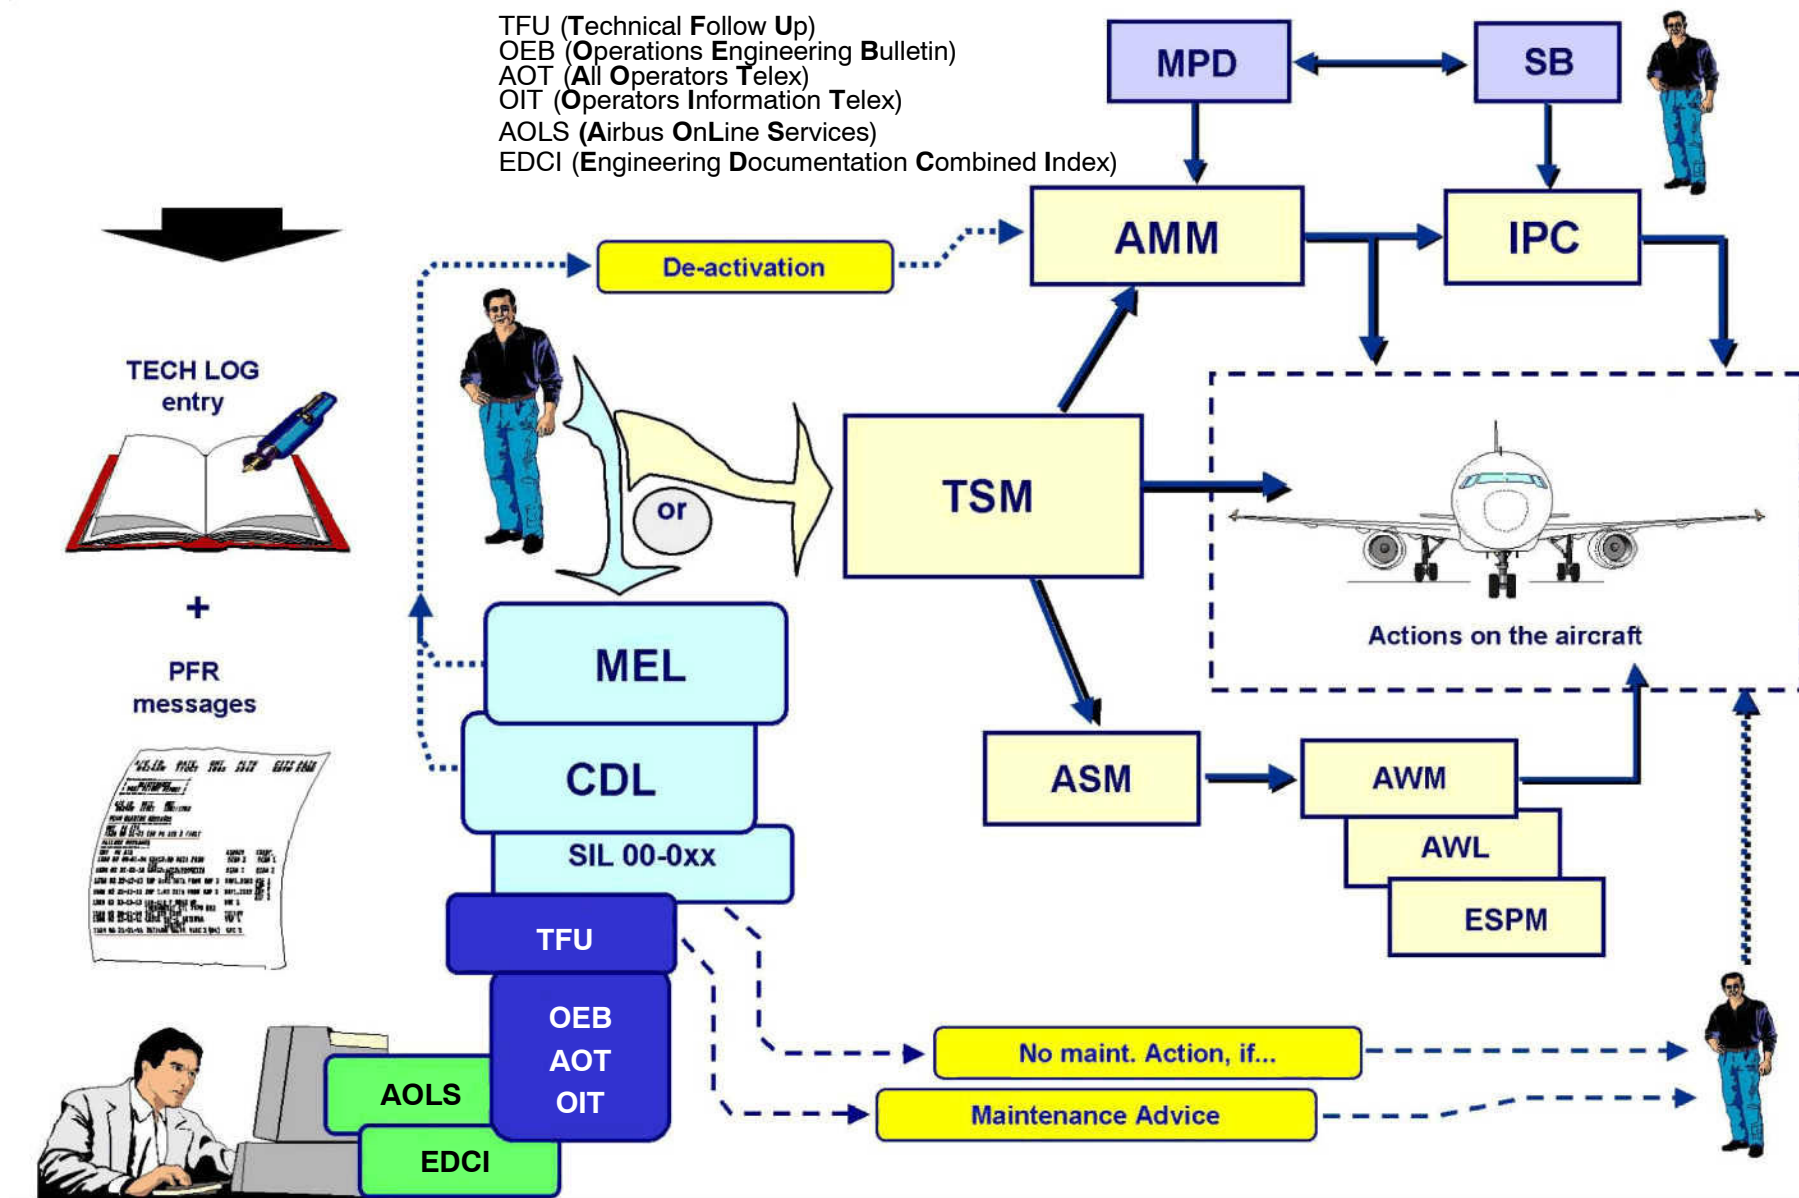 TFU (Technical Follow Up)
OEB (Operations Engineering Bulletin)
AOT (All Operators Telex)
OIT (Operators Information Telex)
AOLS (Airbus OnLine Services)
EDCI (Engineering Documentation Combined Index)
MPD
SB
De-activation
AMM
IPC
TECH LOG
entry
or
TSM
Actions on the aircraft
+
PFR
messages
MEL
CDL
SIL 00-0xx
ASM
AWM
AWL
ESPM
TFU
OEB
AOT
OIT
AOLS
EDCI
No maint. Action, if...
Maintenance Advice